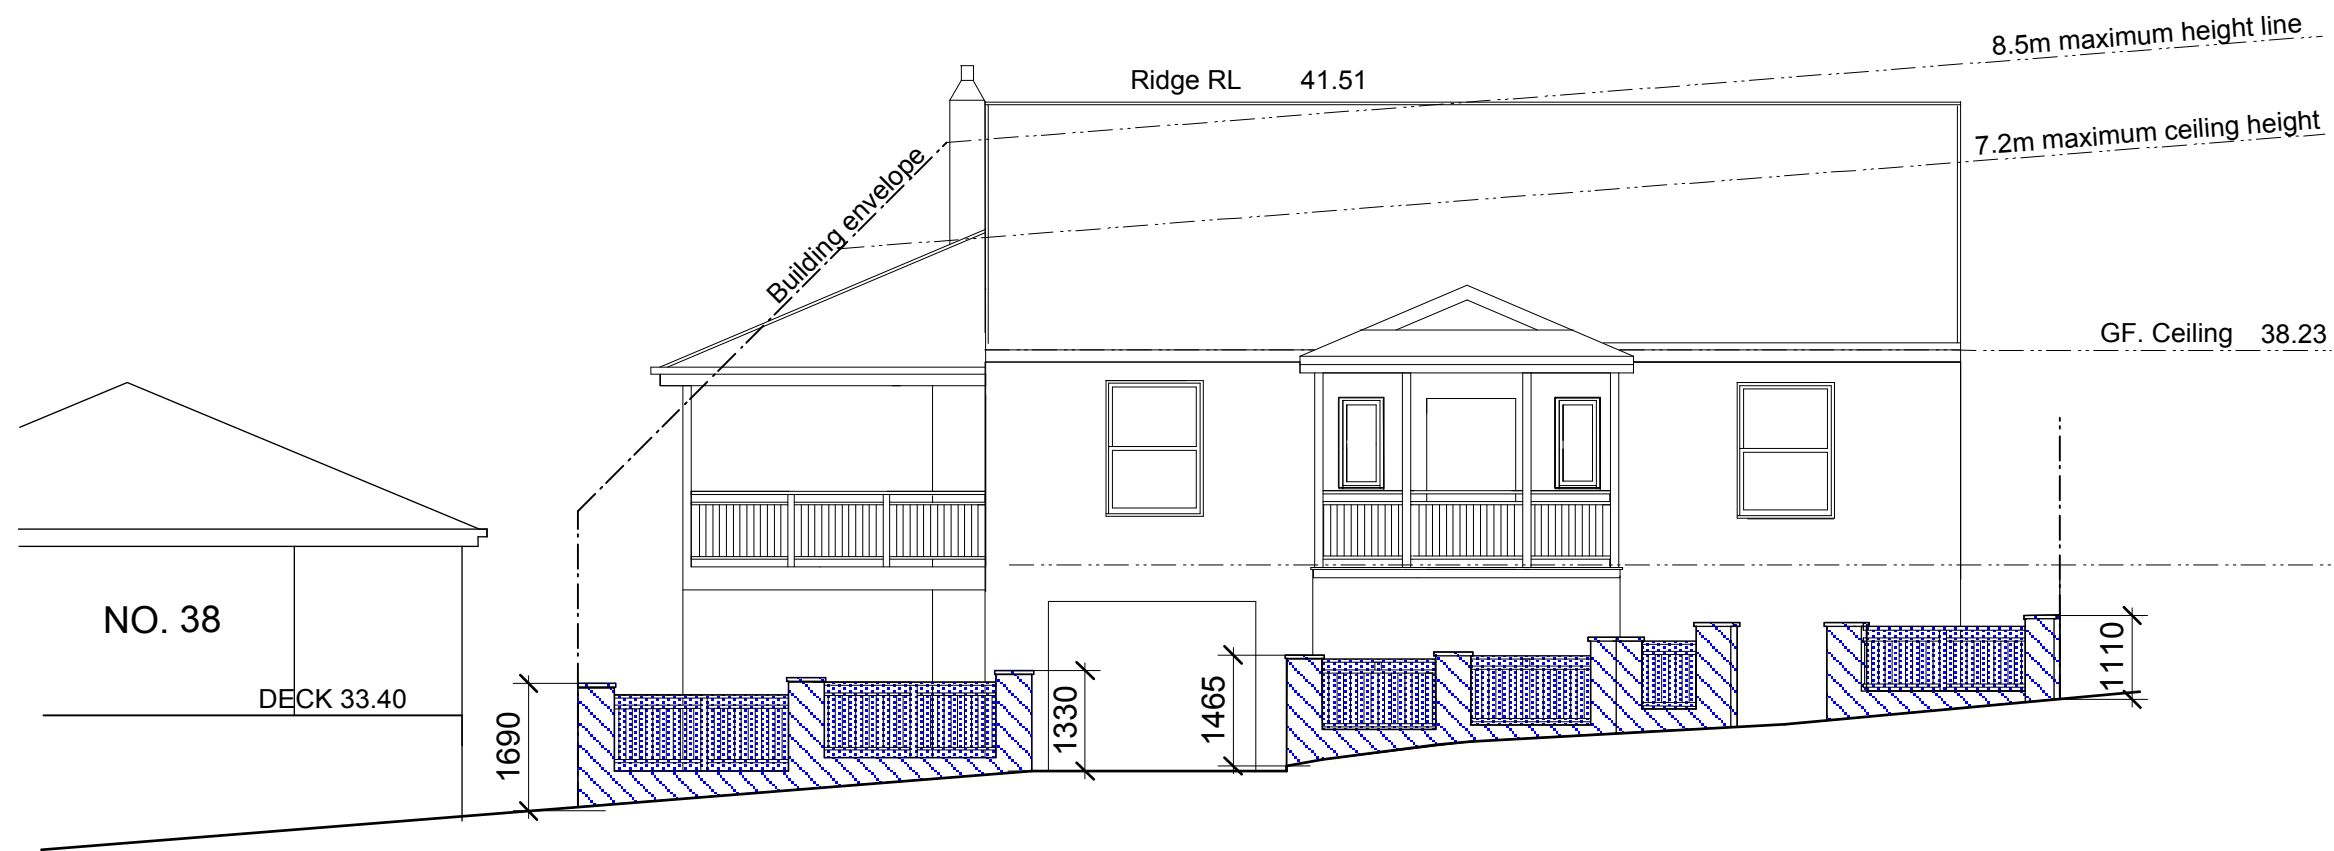 8.5m maximum height line
Ridge RL 41.51
7.2m maximum ceiling height
Building envelope
GF. Ceiling 38.23
NO. 38
DECK 33.40
1690
1330
1465
1110